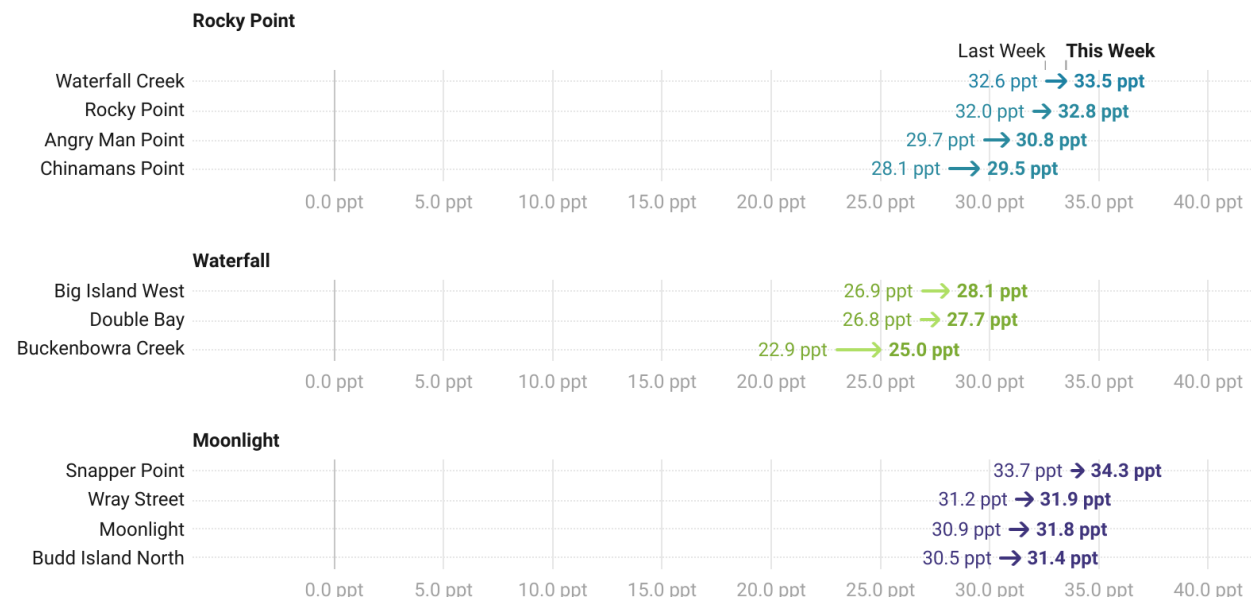 Rocky Point
Last Week This Week
Waterfall Creek 32.6 ppt 33.5 ppt
Rocky Point 32.0 ppt 32.8 ppt
Angry Man Point 29.7 ppt 30.8 ppt
Chinamans Point 28.1 ppt 29.5 ppt
0.0 ppt 5.0 ppt 10.0 ppt 15.0 ppt 20.0 ppt 25.0 ppt 30.0 ppt 35.0 ppt 40.0 ppt
Waterfall
Big Island West 26.9 ppt 28.1 ppt
Double Bay 26.8 ppt 27.7 ppt
Buckenbowra Creek 22.9 ppt 25.0 ppt
0.0 ppt 5.0 ppt 10.0 ppt 15.0 ppt 20.0 ppt 25.0 ppt 30.0 ppt 35.0 ppt 40.0 ppt
Moonlight
Snapper Point 33.7 ppt 34.3 ppt
Wray Street 31.2 ppt 31.9 ppt
Moonlight 30.9 ppt 31.8 ppt
Budd Island North 30.5 ppt 31.4 ppt
0.0 ppt 5.0 ppt 10.0 ppt 15.0 ppt 20.0 ppt 25.0 ppt 30.0 ppt 35.0 ppt 40.0 ppt